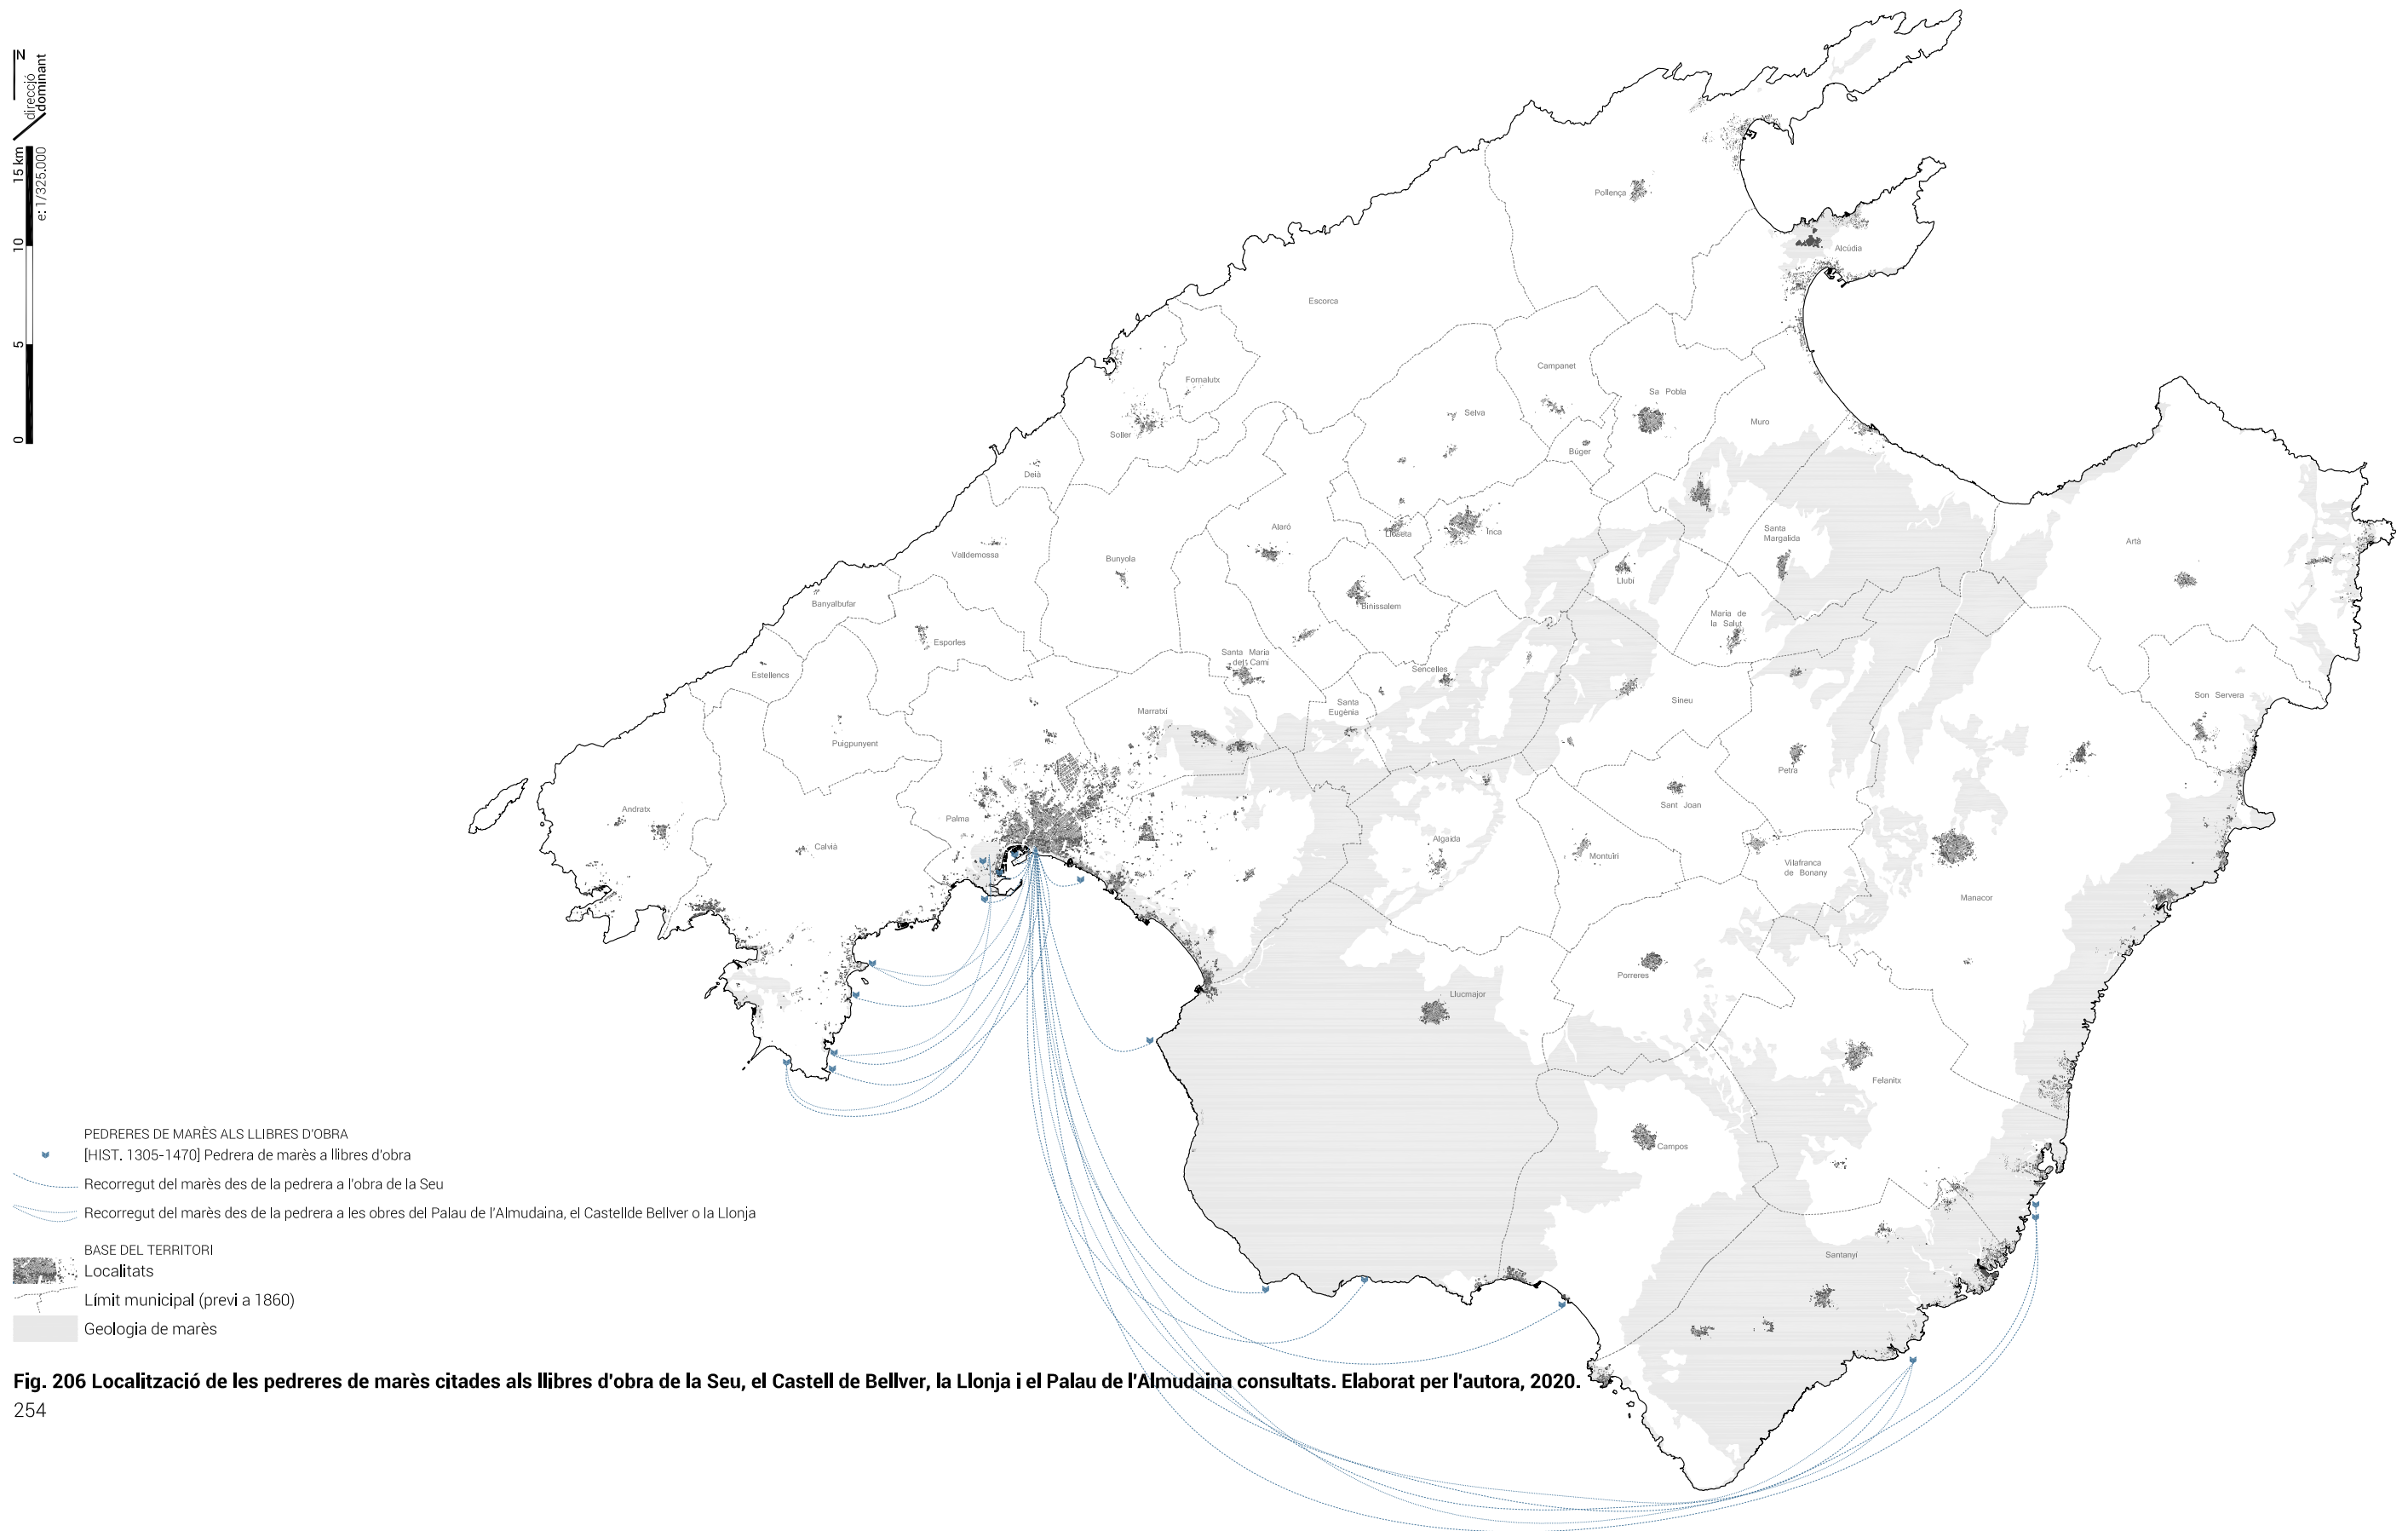 N
direcció
dominant
15 km
10
5
0
e: 1/325.000
Pollença
Alcúdia
Escorca
Fornalutx
Campanet
Sa Pobla
Selva
Muro
Soller
Búger
Deià
Alaró
Lloseta
Inca
Santa
Margalida
Artà
Valldemossa
Bunyola
Llubí
Banyalbufar
Binissalem
Maria de
la Salut
Esporles
Santa Maria
del Camí
Sencelles
Estellencs
Son Servera
Santa
Eugènia
Sineu
Marratxí
Puigpunyent
Petra
Andratx
Sant Joan
Palma
Algaida
Calvià
Montuïri
Vilafranca
de Bonany
Manacor
Porreres
Llucmajor
Felanitx
Campos
Santanyí
PEDRERES DE MARÈS ALS LLIBRES D'OBRA
[HIST. 1305-1470] Pedrera de marès a llibres d'obra
Recorregut del marès des de la pedrera a l'obra de la Seu
Recorregut del marès des de la pedrera a les obres del Palau de l'Almudaina, el Castellde Bellver o la Llonja
BASE DEL TERRITORI
Localitats
Límit municipal (previ a 1860)
Geologia de marès
Fig. 206 Localització de les pedreres de marès citades als llibres d'obra de la Seu, el Castell de Bellver, la Llonja i el Palau de l'Almudaina consultats. Elaborat per l'autora, 2020.
254